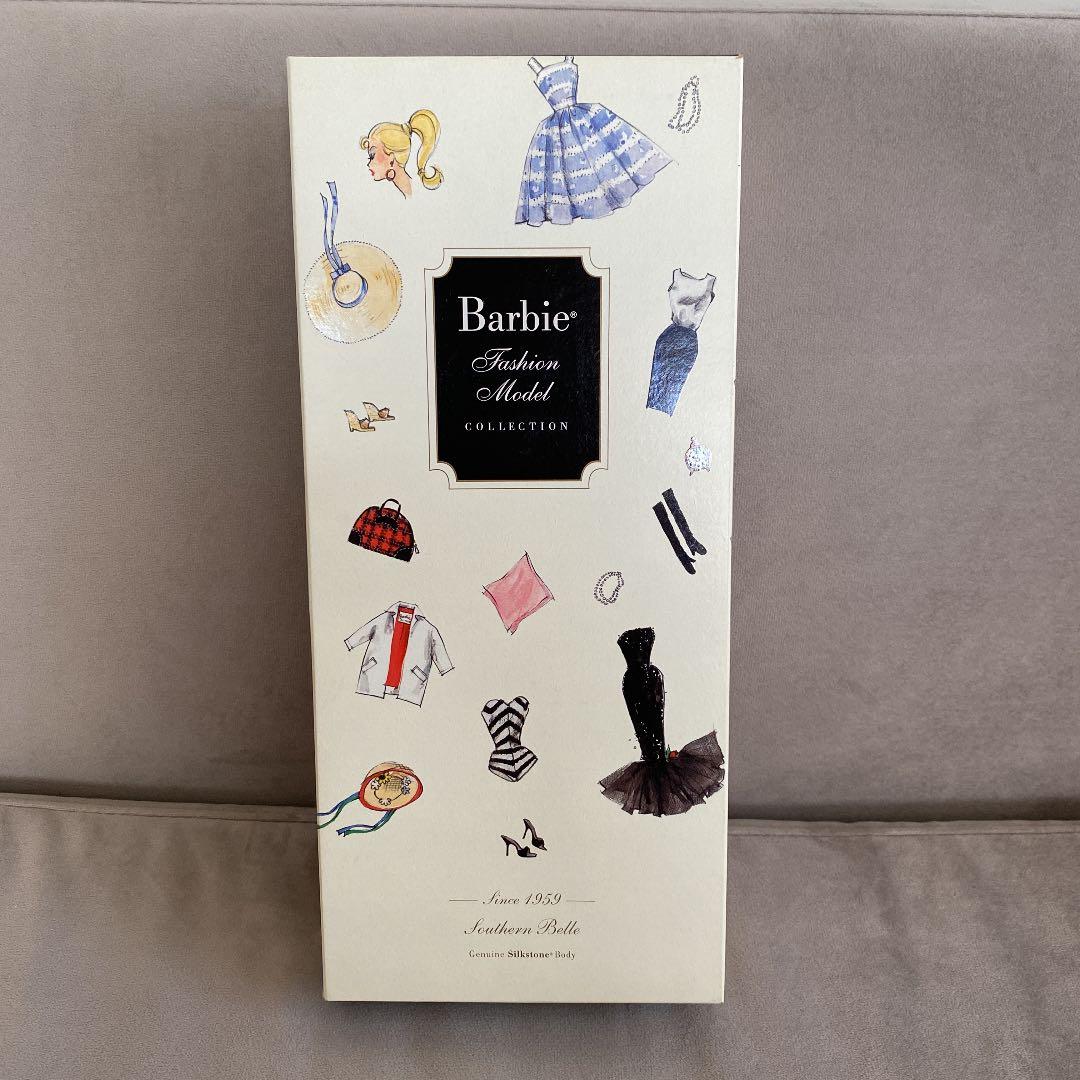 Barbie®
Fashion
Model
COLLECTION
Since 1959
Southern Belle
Genuine Silkstone® Body